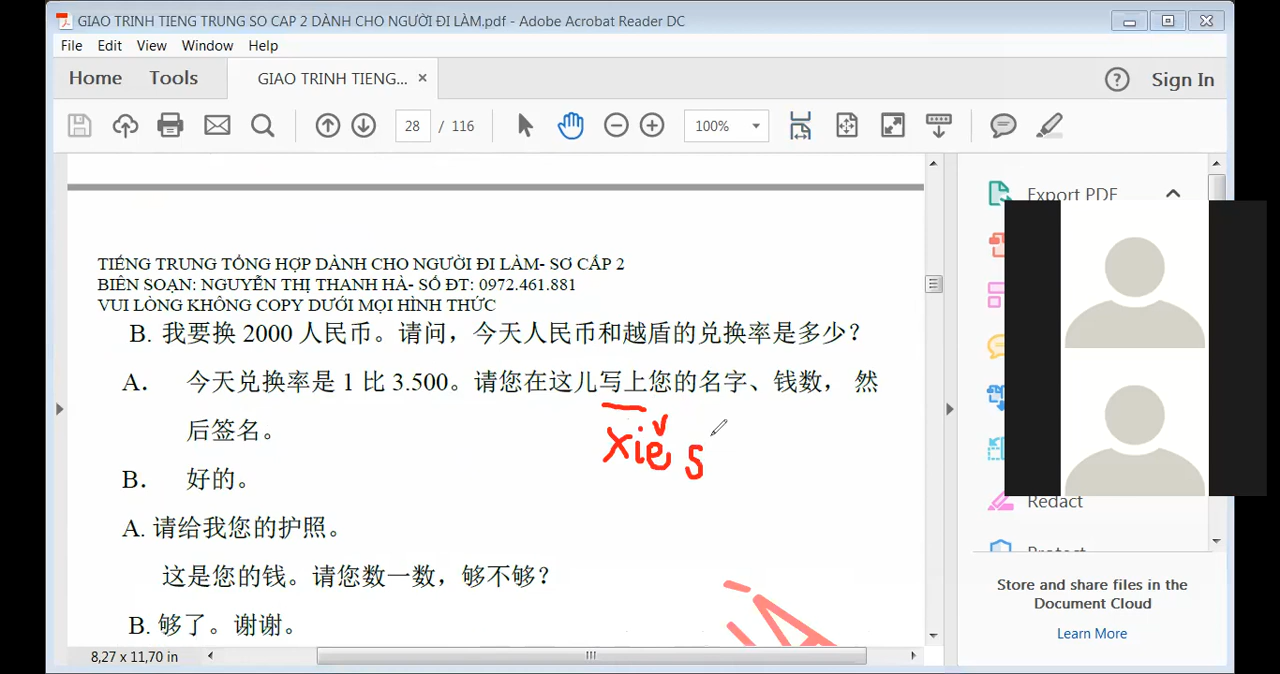 GIAO TRINH TIENG TRUNG SO CAP 2 DÀNH CHO NGƯỜI ĐI LÀM.pdf - Adobe Acrobat Reader DC
File Edit View Window Help
Home Tools GIAO TRINH TIENG... × Sign In
28 / 116 100%
Export PDF
TIẾNG TRUNG TỔNG HỢP DÀNH CHO NGƯỜI ĐI LÀM- SƠ CẤP 2
BIÊN SOẠN: NGUYỄN THỊ THANH HÀ- SỐ ĐT: 0972.461.881
VUI LÒNG KHÔNG COPY DƯỚI MỌI HÌNH THỨC
B. 我要换 2000 人民币。请问，今天人民币和越盾的兑换率是多少？
A. 今天兑换率是 1 比 3.500。请您在这儿写上您的名字、钱数， 然
后签名。
xiě s
B. 好的。
A. 请给我您的护照。
Redact
这是您的钱。请您数一数，够不够？
B. 够了。谢谢。
Store and share files in the
Document Cloud
Learn More
8,27 x 11,70 in